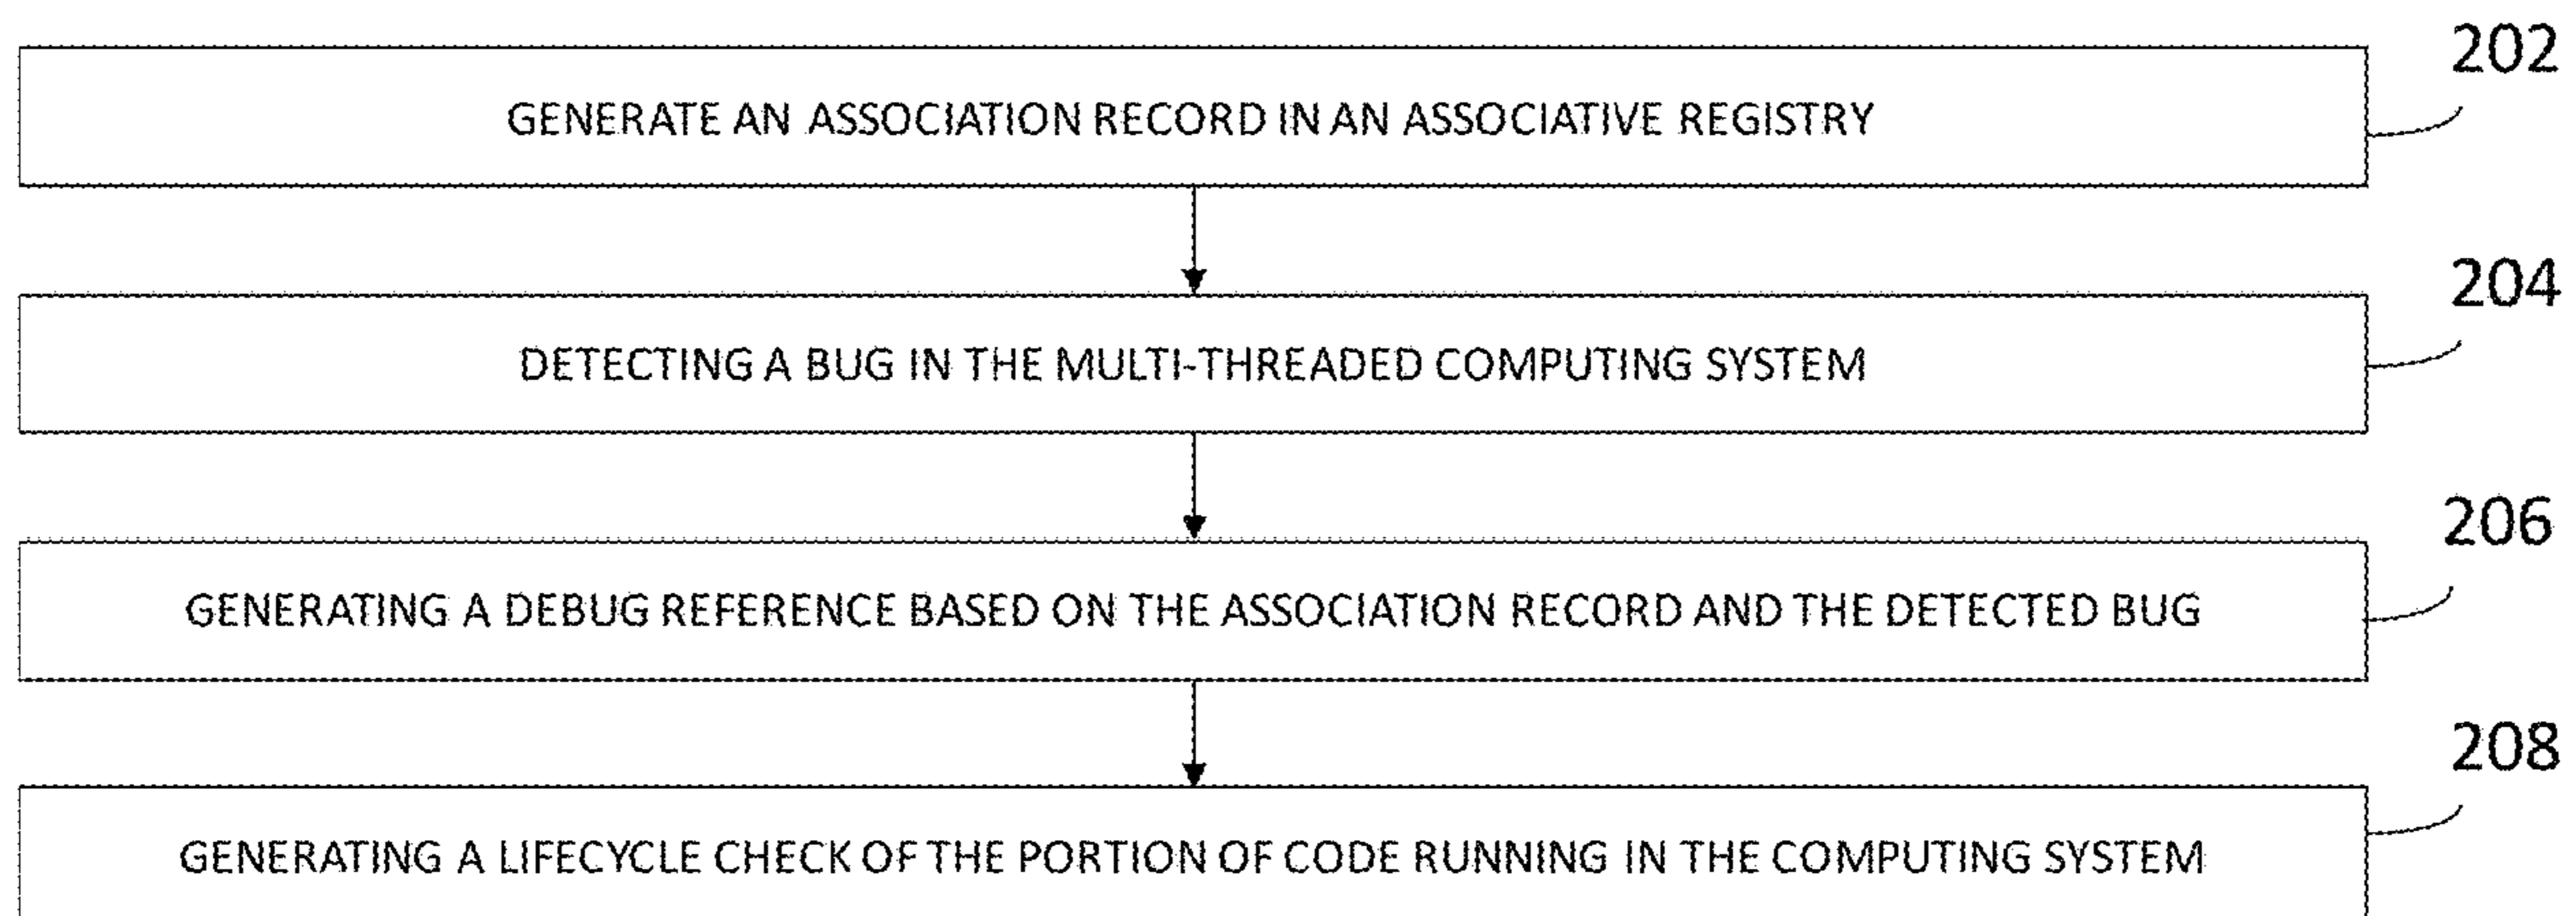 202
GENERATE AN ASSOCIATION RECORD IN AN ASSOCIATIVE REGISTRY
204
DETECTING A BUG IN THE MULTI-THREADED COMPUTING SYSTEM
206
GENERATING A DEBUG REFERENCE BASED ON THE ASSOCIATION RECORD AND THE DETECTED BUG
208
GENERATING A LIFECYCLE CHECK OF THE PORTION OF CODE RUNNING IN THE COMPUTING SYSTEM